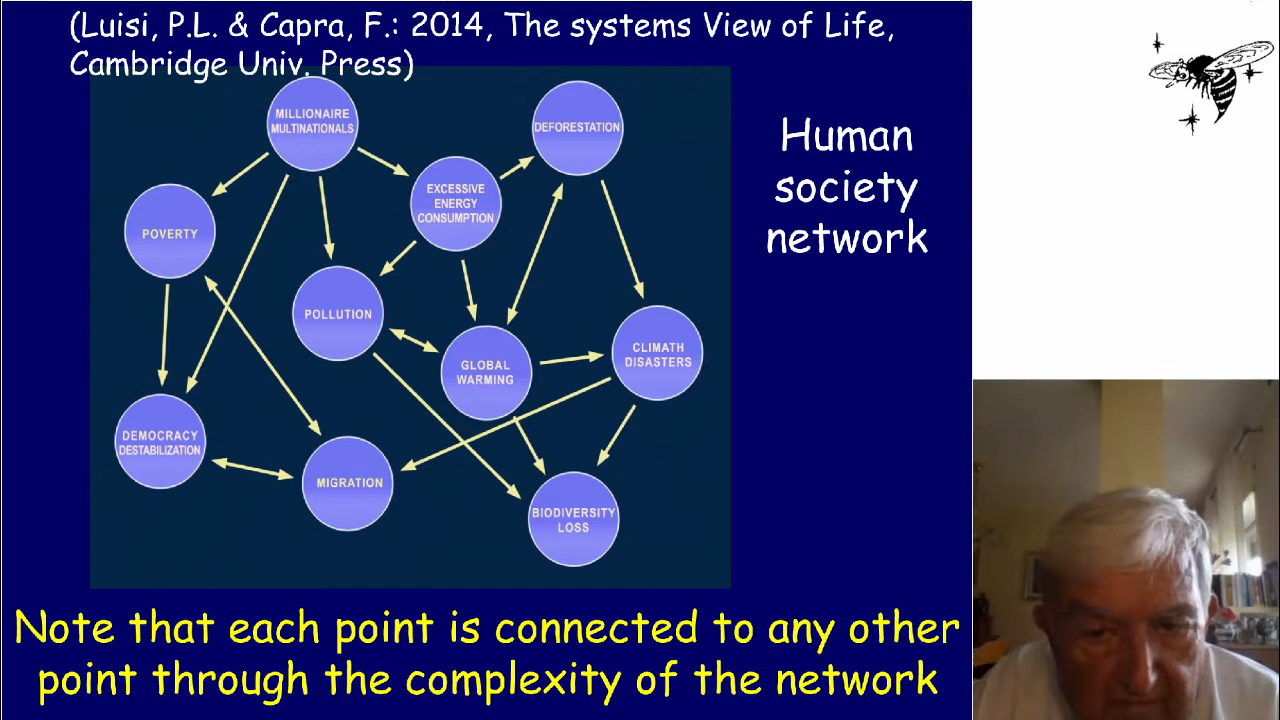 (Luisi, P.L. & Capra, F.: 2014, The systems View of Life,
Cambridge Univ. Press)
MILLIONAIRE
MULTINATIONALS
DEFORESTATION
Human
society
network
EXCESSIVE
ENERGY
CONSUMPTION
POVERTY
POLLUTION
CLIMATH
DISASTERS
GLOBAL
WARMING
DEMOCRACY
DESTABILIZATION
MIGRATION
BIODIVERSITY
LOSS
Note that each point is connected to any other
point through the complexity of the network